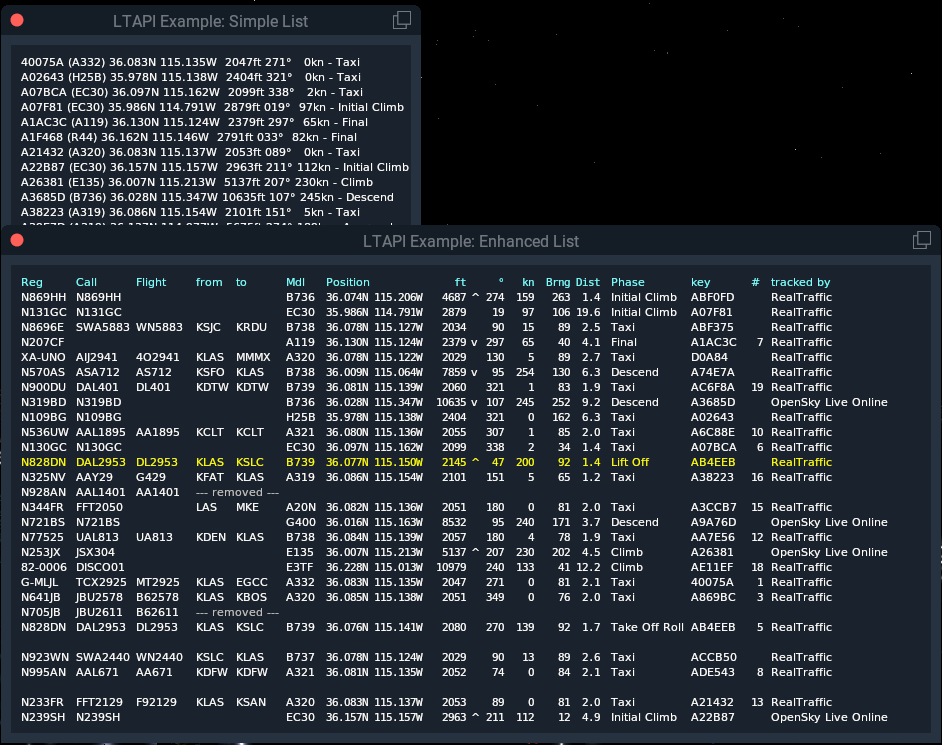 LTAPI Example: Simple List
40075A (A332) 36.083N 115.135W 2047ft 271° 0kn - Taxi
A02643 (H25B) 35.978N 115.138W 2404ft 321° 0kn - Taxi
A07BCA (EC30) 36.097N 115.162W 2099ft 338° 2kn - Taxi
A07F81 (EC30) 35.986N 114.791W 2879ft 019° 97kn - Initial Climb
A1AC3C (A119) 36.130N 115.124W 2379ft 297° 65kn - Final
A1F468 (R44) 36.162N 115.146W 2791ft 033° 82kn - Final
A21432 (A320) 36.083N 115.137W 2053ft 089° 0kn - Taxi
A22B87 (EC30) 36.157N 115.157W 2963ft 211° 112kn - Initial Climb
A26381 (E135) 36.007N 115.213W 5137ft 207° 230kn - Climb
A3685D (B736) 36.028N 115.347W 10635ft 107° 245kn - Descend
A38223 (A319) 36.086N 115.154W 2101ft 151° 5kn - Taxi
LTAPI Example: Enhanced List
Reg Call Flight from to Mdl Position ft ° kn Brng Dist Phase key # tracked by
N869HH N869HH B736 36.074N 115.206W 4687 ^ 274 159 263 1.4 Initial Climb ABF0FD RealTraffic
N131GC N131GC EC30 35.986N 114.791W 2879 19 97 106 19.6 Initial Climb A07F81 RealTraffic
N8696E SWA5883 WN5883 KSJC KRDU B738 36.078N 115.127W 2034 90 15 89 2.5 Taxi ABF375 RealTraffic
N207CF A119 36.130N 115.124W 2379 v 297 65 40 4.1 Final A1AC3C 7 RealTraffic
XA-UNO AIJ2941 4O2941 KLAS MMMX A320 36.078N 115.122W 2029 130 5 89 2.7 Taxi D0A84 RealTraffic
N570AS ASA712 AS712 KSFO KLAS B738 36.009N 115.064W 7859 v 95 254 130 6.3 Descend A74E7A RealTraffic
N900DU DAL401 DL401 KDTW KDTW B739 36.081N 115.139W 2060 321 1 83 1.9 Taxi AC6F8A 19 RealTraffic
N319BD N319BD B736 36.028N 115.347W 10635 v 107 245 252 9.2 Descend A3685D OpenSky Live Online
N109BG N109BG H25B 35.978N 115.138W 2404 321 0 162 6.3 Taxi A02643 RealTraffic
N536UW AAL1895 AA1895 KCLT KCLT A321 36.080N 115.136W 2055 307 1 85 2.0 Taxi A6C88E 10 RealTraffic
N130GC N130GC EC30 36.097N 115.162W 2099 338 2 34 1.4 Taxi A07BCA 6 RealTraffic
N828DN DAL2953 DL2953 KLAS KSLC B739 36.077N 115.150W 2145 ^ 47 200 92 1.4 Lift Off AB4EEB RealTraffic
N325NV AAY29 G429 KFAT KLAS A319 36.086N 115.154W 2101 151 5 65 1.2 Taxi A38223 16 RealTraffic
N928AN AAL1401 AA1401 --- removed ---
N344FR FFT2050 LAS MKE A20N 36.082N 115.136W 2051 180 0 81 2.0 Taxi A3CCB7 15 RealTraffic
N721BS N721BS G400 36.016N 115.163W 8532 95 240 171 3.7 Descend A9A76D OpenSky Live Online
N77525 UAL813 UA813 KDEN KLAS B738 36.084N 115.139W 2057 180 4 78 1.9 Taxi AA7E56 12 RealTraffic
N253JX JSX304 E135 36.007N 115.213W 5137 ^ 207 230 202 4.5 Climb A26381 OpenSky Live Online
82-0006 DISCO01 E3TF 36.228N 115.013W 10979 240 133 41 12.2 Climb AE11EF 18 RealTraffic
G-MLJL TCX2925 MT2925 KLAS EGCC A332 36.083N 115.135W 2047 271 0 81 2.1 Taxi 40075A 1 RealTraffic
N641JB JBU2578 B62578 KLAS KBOS A320 36.085N 115.138W 2051 349 0 76 2.0 Taxi A869BC 3 RealTraffic
N705JB JBU2611 B62611 --- removed ---
N828DN DAL2953 DL2953 KLAS KSLC B739 36.076N 115.141W 2080 270 139 92 1.7 Take Off Roll AB4EEB 5 RealTraffic
N923WN SWA2440 WN2440 KSLC KLAS B737 36.078N 115.124W 2029 90 13 89 2.6 Taxi ACCB50 RealTraffic
N995AN AAL671 AA671 KDFW KDFW A321 36.081N 115.135W 2052 74 0 84 2.1 Taxi ADE543 8 RealTraffic
N233FR FFT2129 F92129 KLAS KSAN A320 36.083N 115.137W 2053 89 0 81 2.0 Taxi A21432 13 RealTraffic
N239SH N239SH EC30 36.157N 115.157W 2963 ^ 211 112 12 4.9 Initial Climb A22B87 OpenSky Live Online